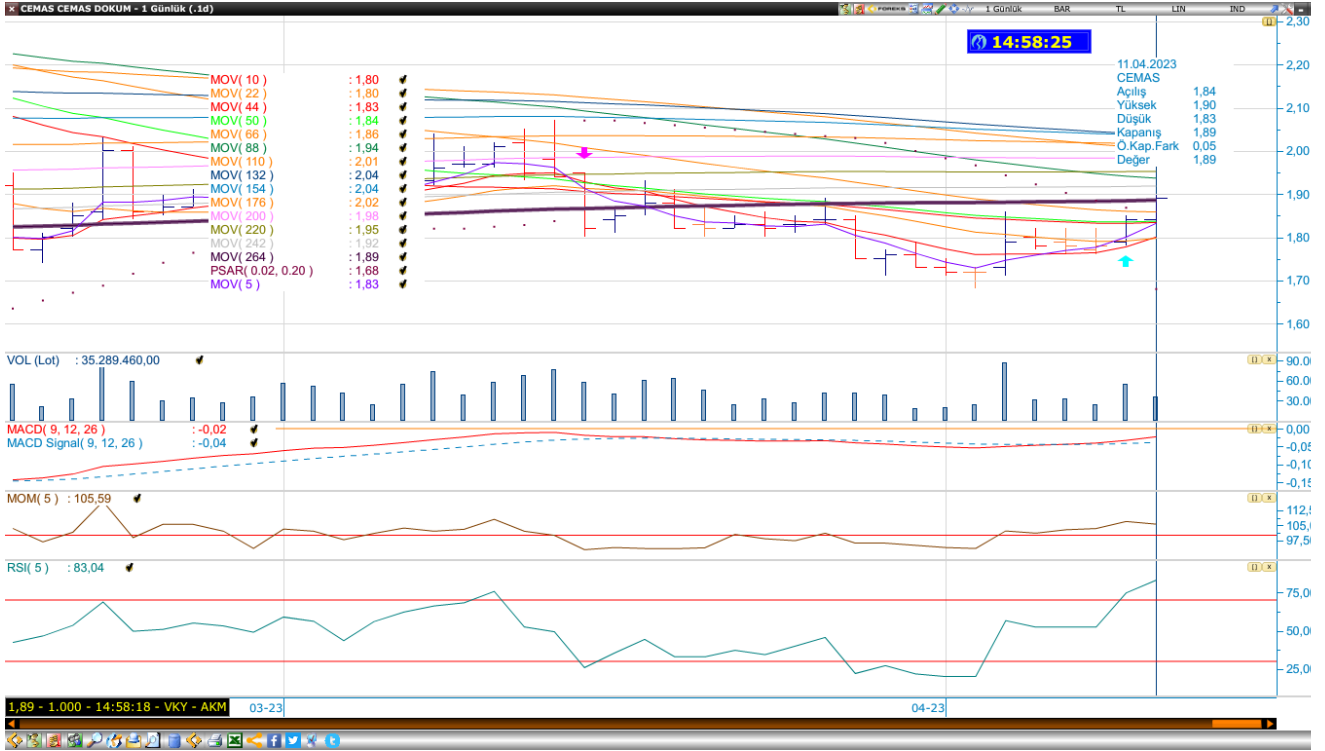 CEMAS CEMAS DOKUM - 1 Günlük (.1d)
FOREKS 1 Günlük BAR TL LIN IND
14:58:25
2,30
2,20
2,10
2,00
1,90
1,80
1,70
1,60
MOV( 10 ) : 1,80
MOV( 22 ) : 1,80
MOV( 44 ) : 1,83
MOV( 50 ) : 1,84
MOV( 66 ) : 1,86
MOV( 88 ) : 1,94
MOV( 110 ) : 2,01
MOV( 132 ) : 2,04
MOV( 154 ) : 2,04
MOV( 176 ) : 2,02
MOV( 200 ) : 1,98
MOV( 220 ) : 1,95
MOV( 242 ) : 1,92
MOV( 264 ) : 1,89
PSAR( 0.02, 0.20 ) : 1,68
MOV( 5 ) : 1,83
11.04.2023
CEMAS
Açılış 1,84
Yüksek 1,90
Düşük 1,83
Kapanış 1,89
Ö.Kap.Fark 0,05
Değer 1,89
VOL (Lot) : 35.289.460,00
90.0
60.0
30.0
MACD( 9, 12, 26 ) : -0,02
MACD Signal( 9, 12, 26 ) : -0,04
0,00
-0,05
-0,10
-0,15
MOM( 5 ) : 105,59
112,5
105,
97,5
RSI( 5 ) : 83,04
75,0
50,0
25,0
1,89 - 1.000 - 14:58:18 - VKY - AKM
03-23
04-23